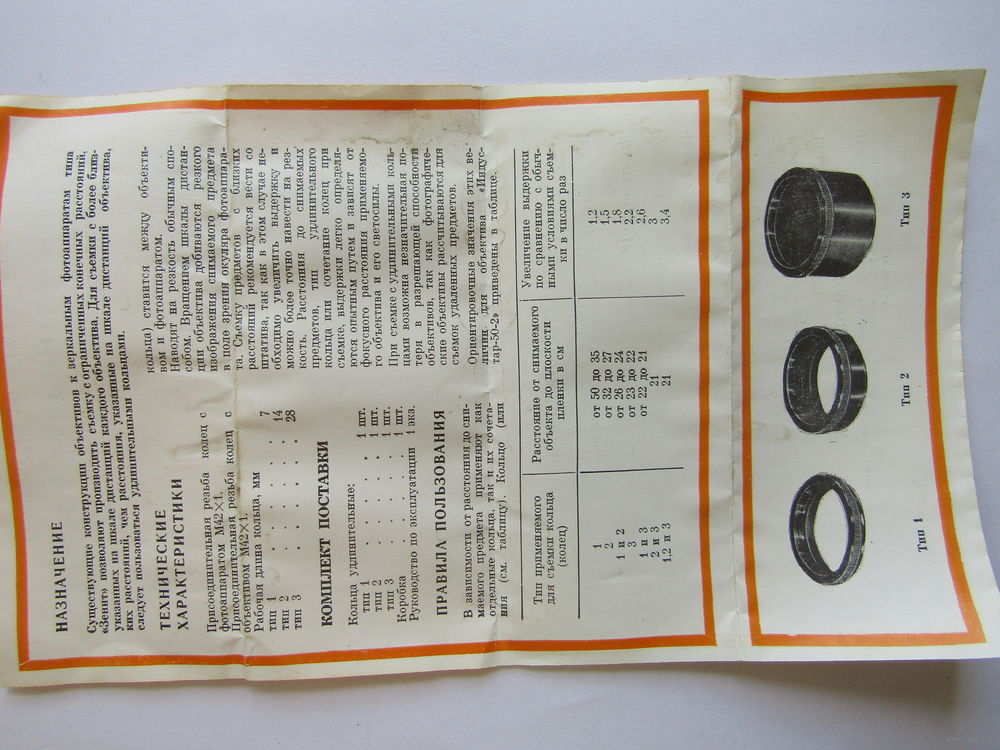 НАЗНАЧЕНИЕ
Существующие конструкции объективов к зеркальным фотоаппаратам типа
«Зенит» позволяют производить съемку с ограниченных конечных расстояний,
указанных на шкале дистанций каждого объектива. Для съемки с более близ-
ких расстояний, чем расстояния, указанные на шкале дистанций объектива,
следует пользоваться удлинительными кольцами.
ТЕХНИЧЕСКИЕ
ХАРАКТЕРИСТИКИ
Присоединительная резьба колец с
фотоаппаратом М42×1.
Присоединительная резьба колец с
объективом М42×1.
Рабочая длина кольца, мм
тип 1 . . . . . 7
тип 2 . . . . . 14
тип 3 . . . . . 28
КОМПЛЕКТ ПОСТАВКИ
Кольца удлинительные:
тип 1 . . . . 1 шт.
тип 2 . . . . 1 шт.
тип 3 . . . . 1 шт.
Коробка . . . . 1 шт.
Руководство по эксплуатации 1 экз.
ПРАВИЛА ПОЛЬЗОВАНИЯ
В зависимости от расстояния до сни-
маемого предмета применяют как
отдельные кольца, так и их сочета-
ния (см. таблицу). Кольцо (или
кольца) ставится между объекти-
вом и фотоаппаратом.
Наводят на резкость обычным спо-
собом. Вращением шкалы дистан-
ции объектива добиваются резкого
изображения снимаемого предмета
в поле зрения окуляра фотоаппара-
та. Съемку предметов с близких
расстояний рекомендуется вести со
штатива, так как в этом случае не-
обходимо увеличить выдержку и
можно более точно навести на рез-
кость. Расстояния до снимаемых
предметов, тип удлинительного
кольца или сочетание колец при
съемке, выдержки легко определя-
ются опытным путем и зависят от
фокусного расстояния применяемо-
го объектива и его светосилы.
При съемке с удлинительными коль-
цами возможна незначительная по-
теря в разрешающей способности
объективов, так как фотографиче-
ские объективы рассчитываются для
съемок удаленных предметов.
Ориентировочные значения этих ве-
личин для объектива «Индус-
тар-50-2» приведены в таблице.
Тип применяемого
для съемки кольца
(колец)
Расстояние от снимаемого
объекта до плоскости
пленки в см
Увеличение выдержки
по сравнению с обыч-
ными условиями съем-
ки в число раз
1 от 50 до 35 1,2
2 от 32 до 27 1,5
1 и 2 от 26 до 24 1,8
3 от 23 до 22 2,2
1 и 3 от 22 до 21 2,6
2 и 3 21 3
1,2 и 3 21 3,4
Тип 1
Тип 2
Тип 3